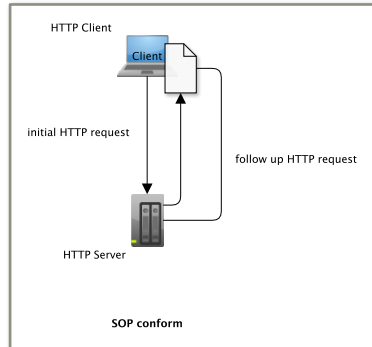 HTTP Client
Client
initial HTTP request
follow up HTTP request
HTTP Server
SOP conform